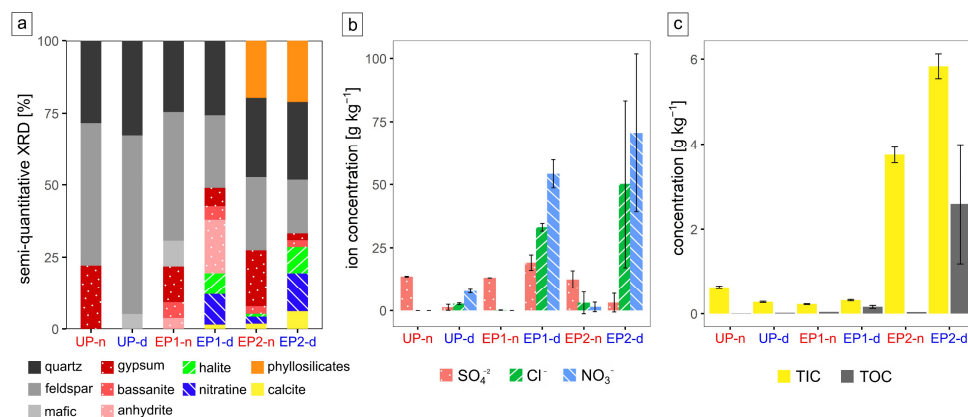 a
semi-quantitative XRD [%]
100
75
50
25
0
UP-n UP-d EP1-n EP1-d EP2-n EP2-d
quartz gypsum halite phyllosilicates
feldspar bassanite nitratine calcite
mafic anhydrite
b
ion concentration [g kg⁻¹]
100
75
50
25
0
UP-n UP-d EP1-n EP1-d EP2-n EP2-d
SO₄⁻² Cl⁻ NO₃⁻
c
concentration [g kg⁻¹]
6
4
2
0
UP-n UP-d EP1-n EP1-d EP2-n EP2-d
TIC TOC